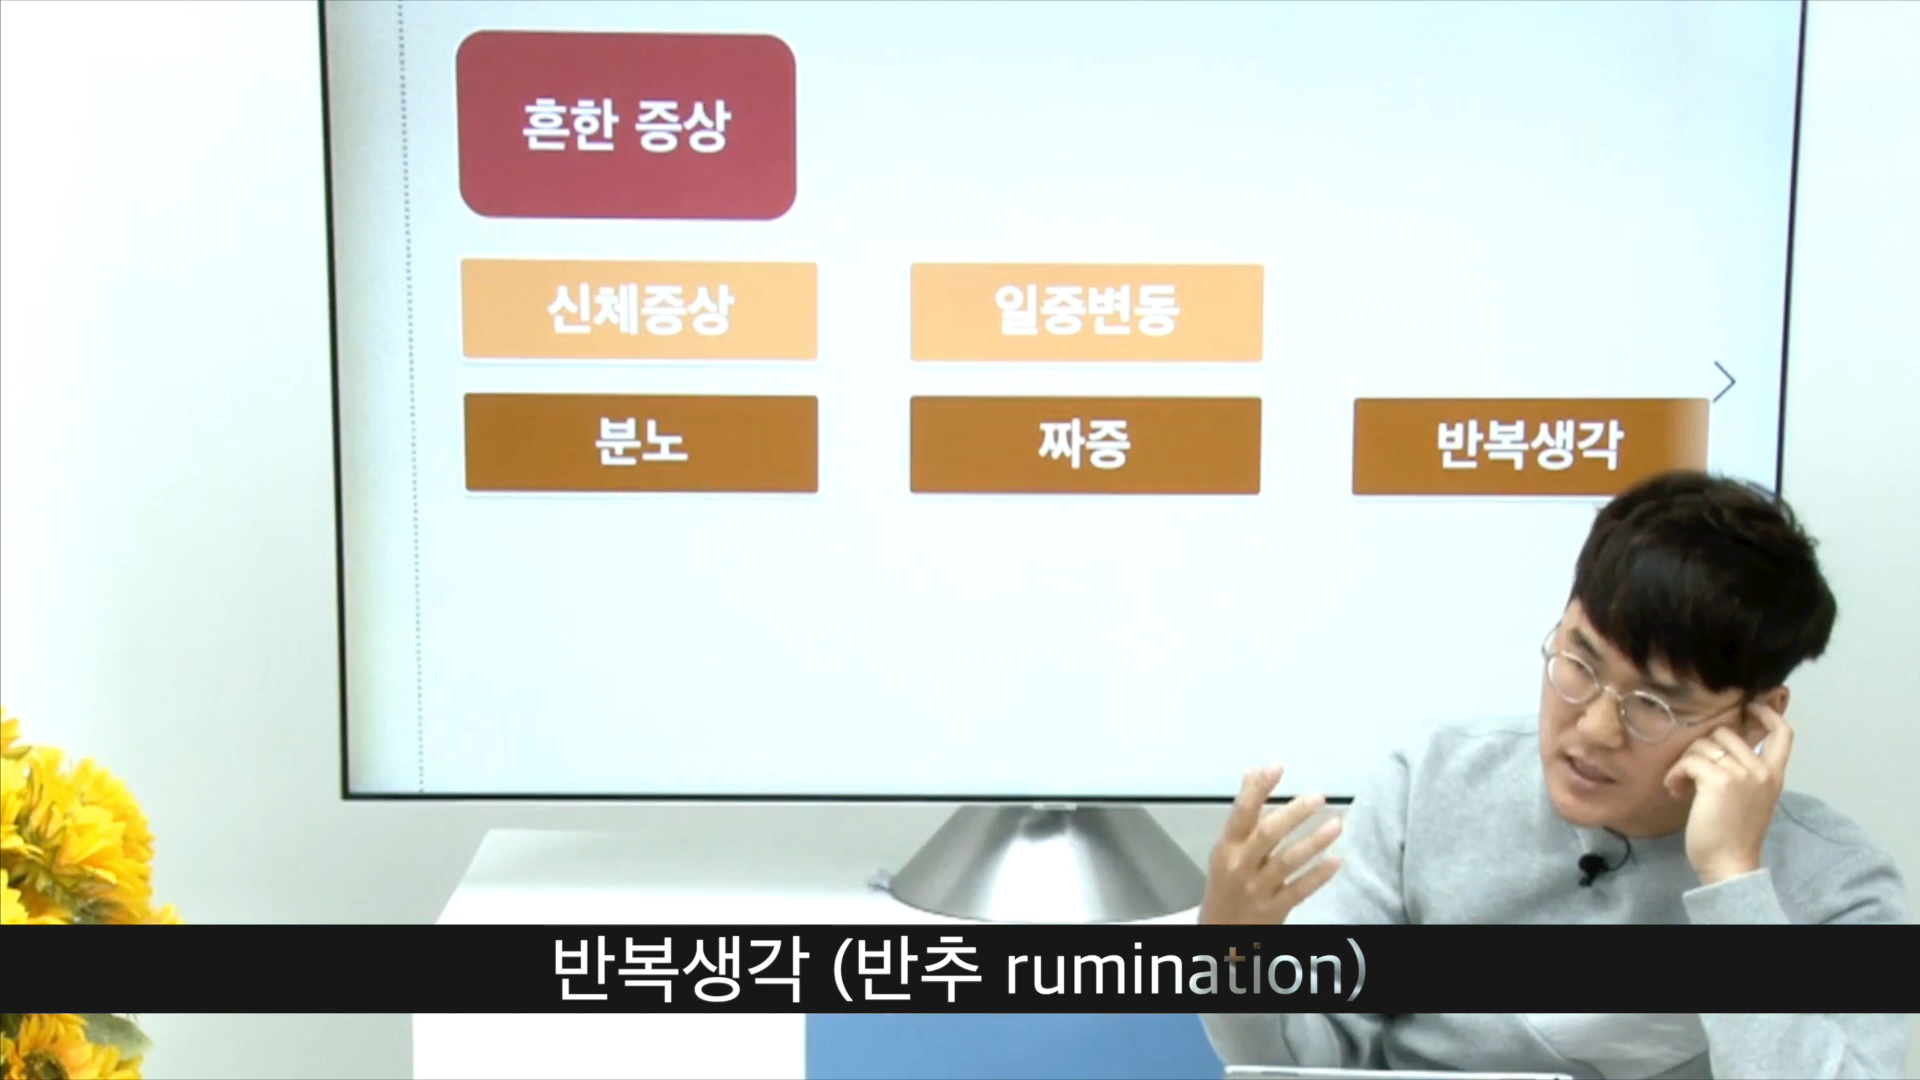 흔한 증상
신체증상 일중변동
분노 짜증 반복생각
반복생각 (반추 rumination)